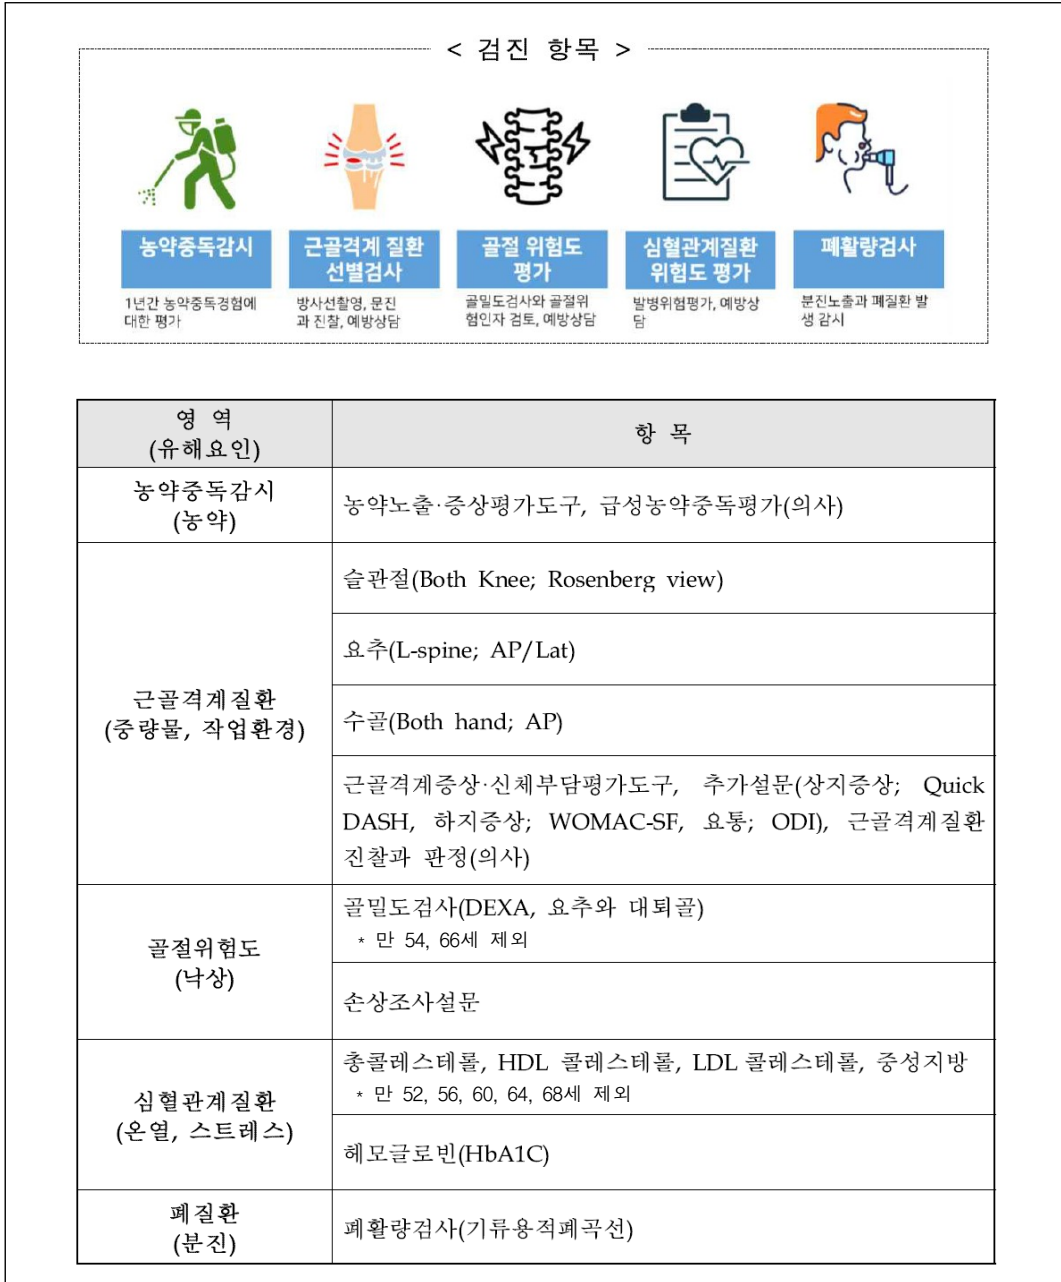 < 검진 항목 >
농약중독감시
1년간 농약중독경험에
대한 평가
근골격계 질환
선별검사
방사선촬영, 문진
과 진찰, 예방상담
골절 위험도
평가
골밀도검사와 골절위
험인자 검토, 예방상담
심혈관계질환
위험도 평가
발병위험평가, 예방상
담
폐활량검사
분진노출과 폐질환 발
생 감시
영 역
(유해요인)
항 목
농약중독감시
(농약)
농약노출·증상평가도구, 급성농약중독평가(의사)
근골격계질환
(중량물, 작업환경)
슬관절(Both Knee; Rosenberg view)
요추(L-spine; AP/Lat)
수골(Both hand; AP)
근골격계증상·신체부담평가도구, 추가설문(상지증상; Quick
DASH, 하지증상; WOMAC-SF, 요통; ODI), 근골격계질환
진찰과 판정(의사)
골절위험도
(낙상)
골밀도검사(DEXA, 요추와 대퇴골)
* 만 54, 66세 제외
손상조사설문
심혈관계질환
(온열, 스트레스)
총콜레스테롤, HDL 콜레스테롤, LDL 콜레스테롤, 중성지방
* 만 52, 56, 60, 64, 68세 제외
헤모글로빈(HbA1C)
폐질환
(분진)
폐활량검사(기류용적폐곡선)